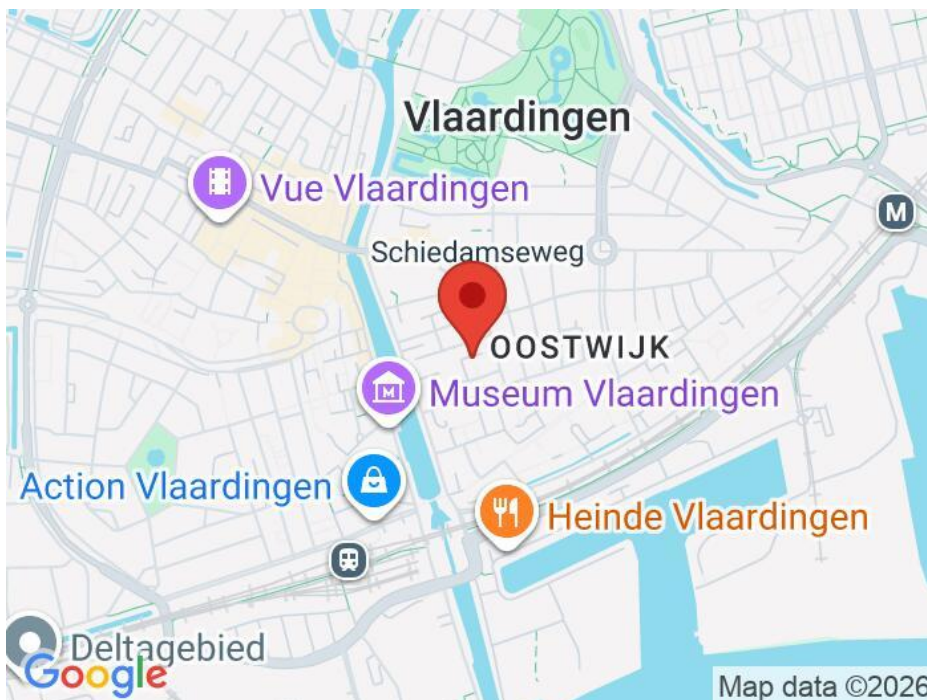 Vlaardingen
Vue Vlaardingen
M
Schiedamseweg
OOSTWIJK
M
Museum Vlaardingen
Action Vlaardingen
Heinde Vlaardingen
Deltagebied
Google
Map data ©2026